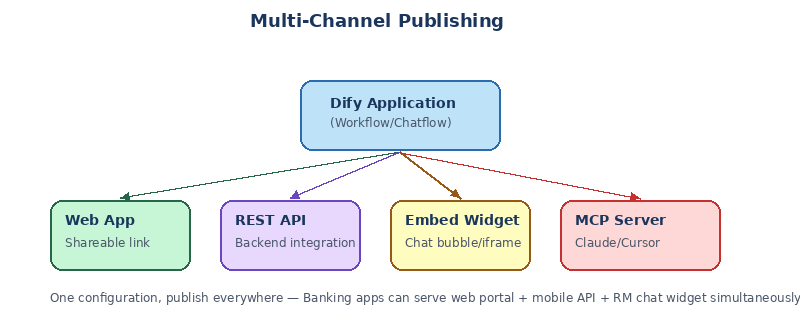 Multi-Channel Publishing
Dify Application
(Workflow/Chatflow)
Web App
Shareable link
REST API
Backend integration
Embed Widget
Chat bubble/iframe
MCP Server
Claude/Cursor
One configuration, publish everywhere — Banking apps can serve web portal + mobile API + RM chat widget simultaneously